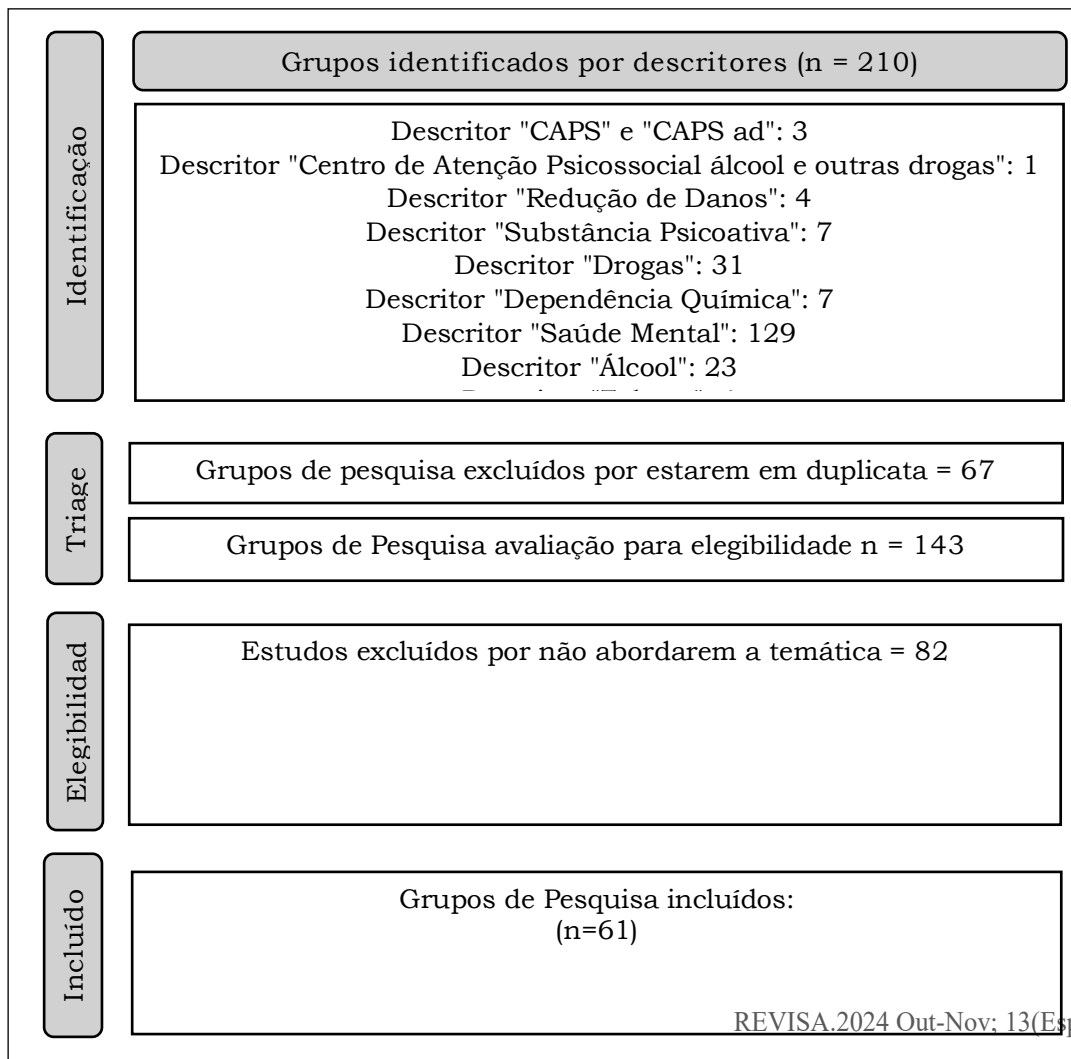 Identificação
Grupos identificados por descritores (n = 210)
Descritor "CAPS" e "CAPS ad": 3
Descritor "Centro de Atenção Psicossocial álcool e outras drogas": 1
Descritor "Redução de Danos": 4
Descritor "Substância Psicoativa": 7
Descritor "Drogas": 31
Descritor "Dependência Química": 7
Descritor "Saúde Mental": 129
Descritor "Álcool": 23
Triage
Grupos de pesquisa excluídos por estarem em duplicata = 67
Grupos de Pesquisa avaliação para elegibilidade n = 143
Elegibilidad
Estudos excluídos por não abordarem a temática = 82
Incluído
Grupos de Pesquisa incluídos:
(n=61)
REVISA.2024 Out-Nov; 13(Esp